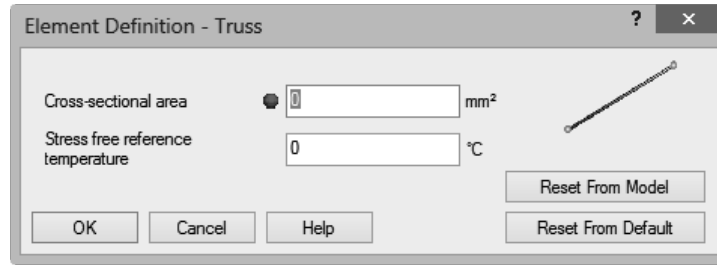 Element Definition - Truss
? ×
Cross-sectional area 0 mm²
Stress free reference
temperature 0 °C
Reset From Model
OK Cancel Help Reset From Default